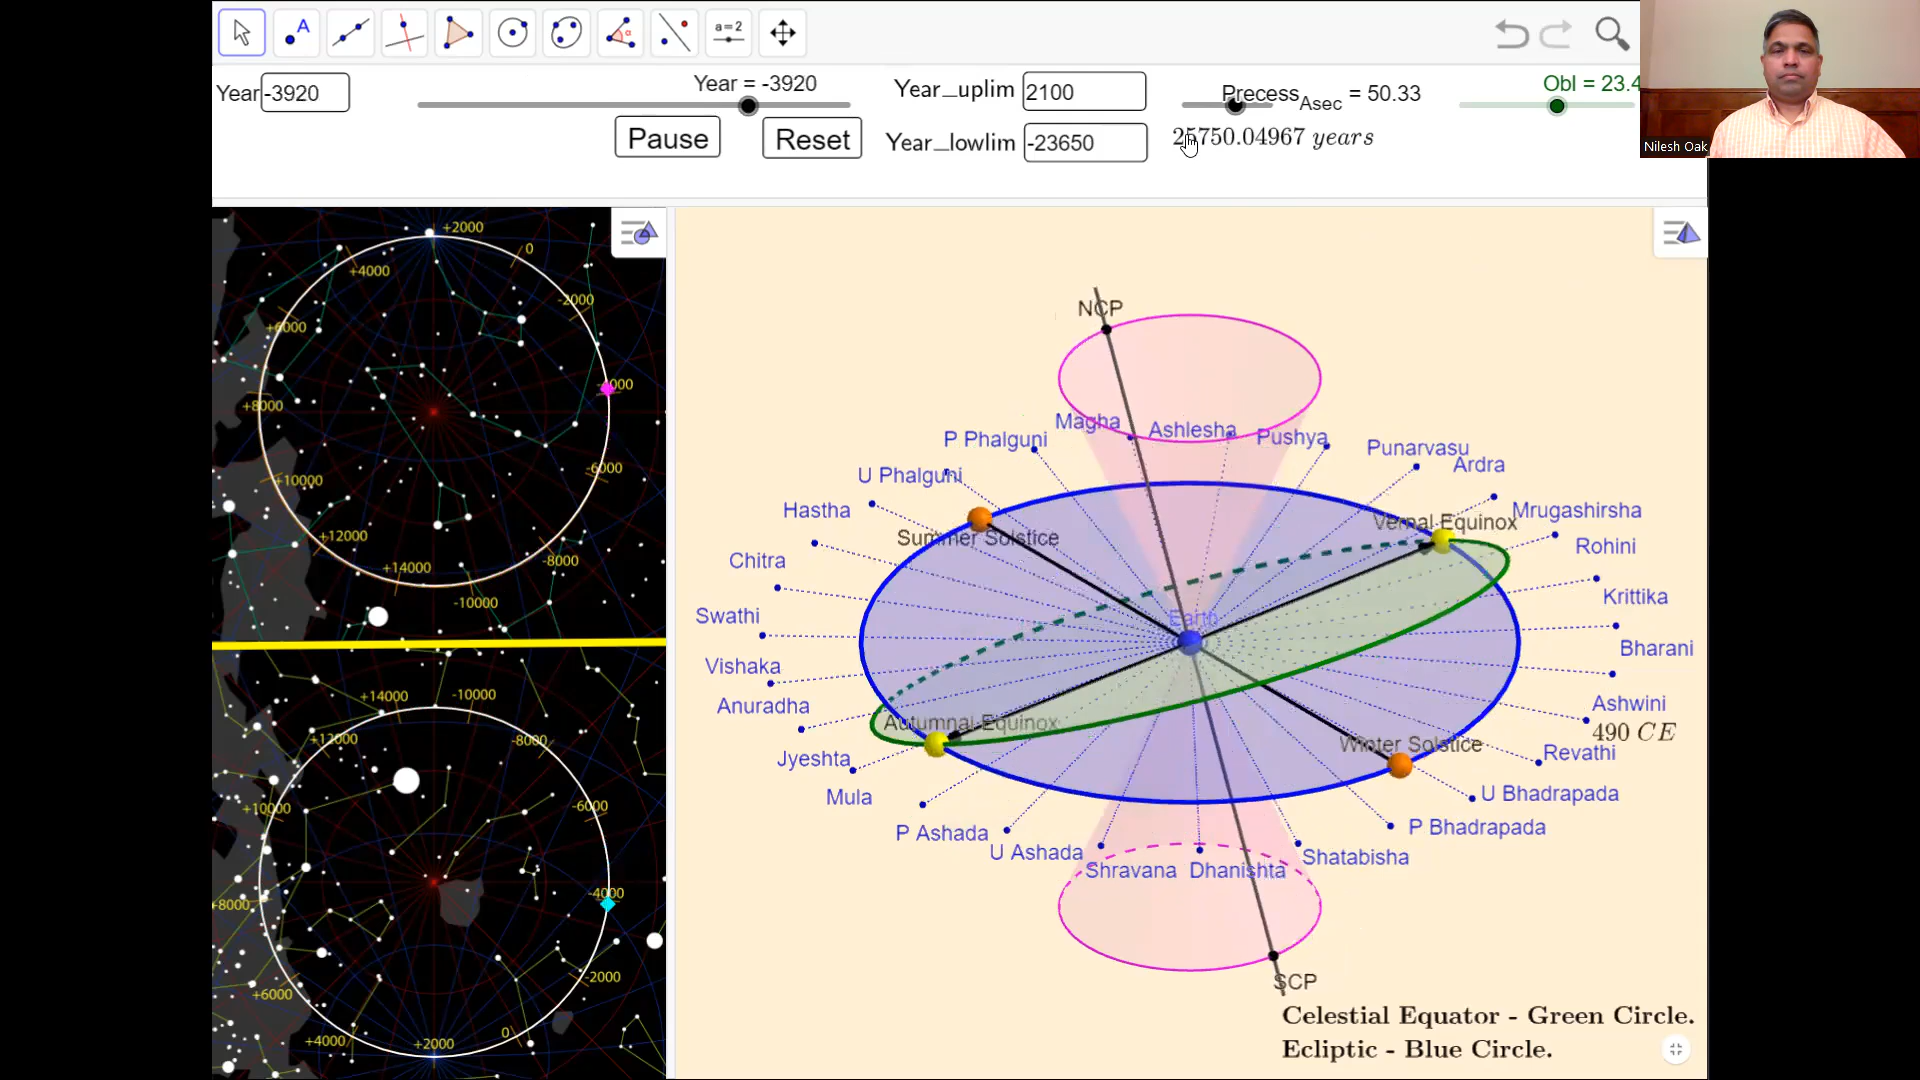 A
α
a=2
Year -3920
Year = -3920
Year_uplim 2100
Precess Asec = 50.33
Obl = 23.4
Pause
Reset
Year_lowlim -23650
25750.04967 years
Nilesh Oak
+2000
0
+4000
-2000
+6000
-4000
+8000
-6000
+10000
+12000
-8000
+14000
-10000
+14000
-10000
+12000
-8000
+10000
-6000
+8000
-4000
-2000
+6000
0
+4000
+2000
NCP
Magha
Ashlesha
Pushya
P Phalguni
Punarvasu
U Phalguni
Ardra
Hastha
Mrugashirsha
Vernal Equinox
Summer Solstice
Rohini
Chitra
Krittika
Swathi
Earth
Bharani
Vishaka
Anuradha
Ashwini
490 CE
Autumnal Equinox
Winter Solstice
Revathi
Jyeshta
Mula
U Bhadrapada
P Ashada
P Bhadrapada
U Ashada
Shatabisha
Shravana
Dhanishta
SCP
Celestial Equator - Green Circle.
Ecliptic - Blue Circle.